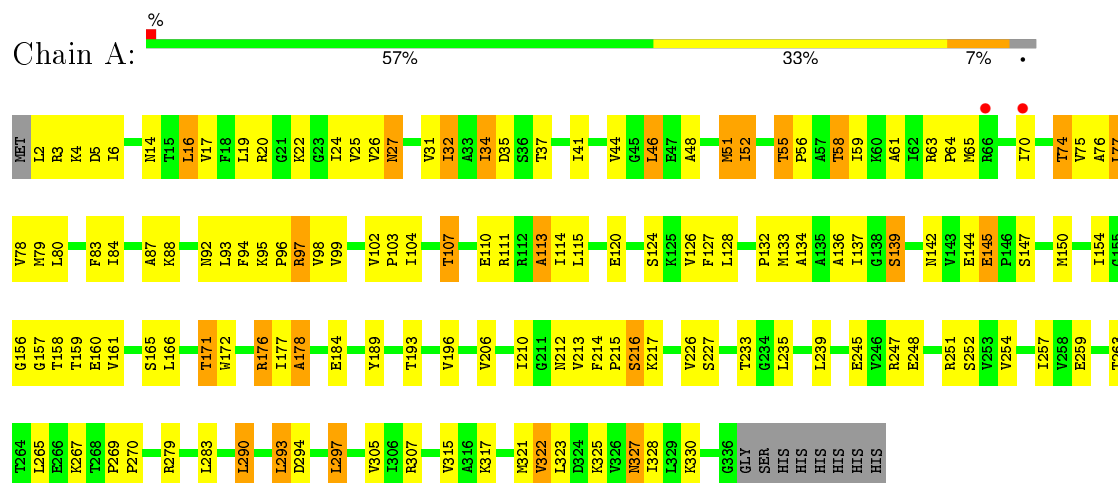 %
Chain A:
57% 33% 7% .
MET L2 R3 K4 D5 I6 N14 T15 L16 V17 F18 L19 R20 G21 K22 G23 I24 V25 V26 N27 V31 I32 A33 I34 D35 S36 T37 I41 V44 G45 L46 E47 A48 M51 I52 T55 P56 A57 T58 I59 K60 A61 I62 R63 P64 M65 R66 I70 T74 V75 A76 I77
V78 M79 L80 F83 I84 A87 K88 N92 L93 F94 K95 P96 R97 V98 V99 V102 P103 I104 T107 E110 R111 R112 A113 I114 L115 E120 S124 K125 V126 F127 L128 P132 M133 A134 A135 A136 I137 G138 S139 N142 V143 E144 E145 P146 S147 M150 I154 G155
G156 G157 T158 T159 E160 V161 S165 L166 T171 W172 R176 I177 A178 E184 Y189 T193 V196 V206 I210 G211 N212 V213 F214 P215 S216 K217 V226 S227 T233 G234 L235 L239 E245 V246 R247 E248 R251 S252 V253 V254 I257 V258 E259 T263
T264 L265 E266 K267 T268 P269 P270 R279 L283 L290 L293 D294 L297 V305 I306 R307 V315 A316 K317 M321 V322 I323 D324 K325 V326 N327 I328 L329 K330 G336 GLY SER HIS HIS HIS HIS HIS HIS